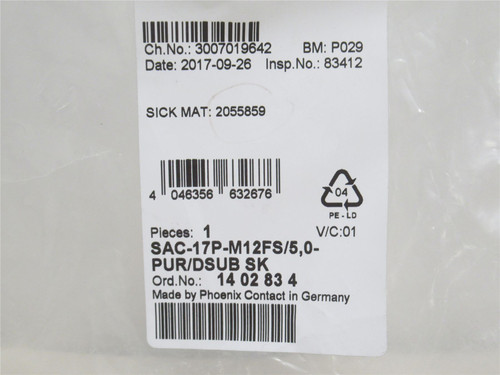 Ch.No.: 3007019642 BM: P029
Date: 2017-09-26 Insp.No.: 83412
SICK MAT: 2055859
4 046356 632676
04
PE - LD
Pieces: 1 V/C:01
SAC-17P-M12FS/5,0-
PUR/DSUB SK
Ord.No.: 14 02 83 4
Made by Phoenix Contact in Germany